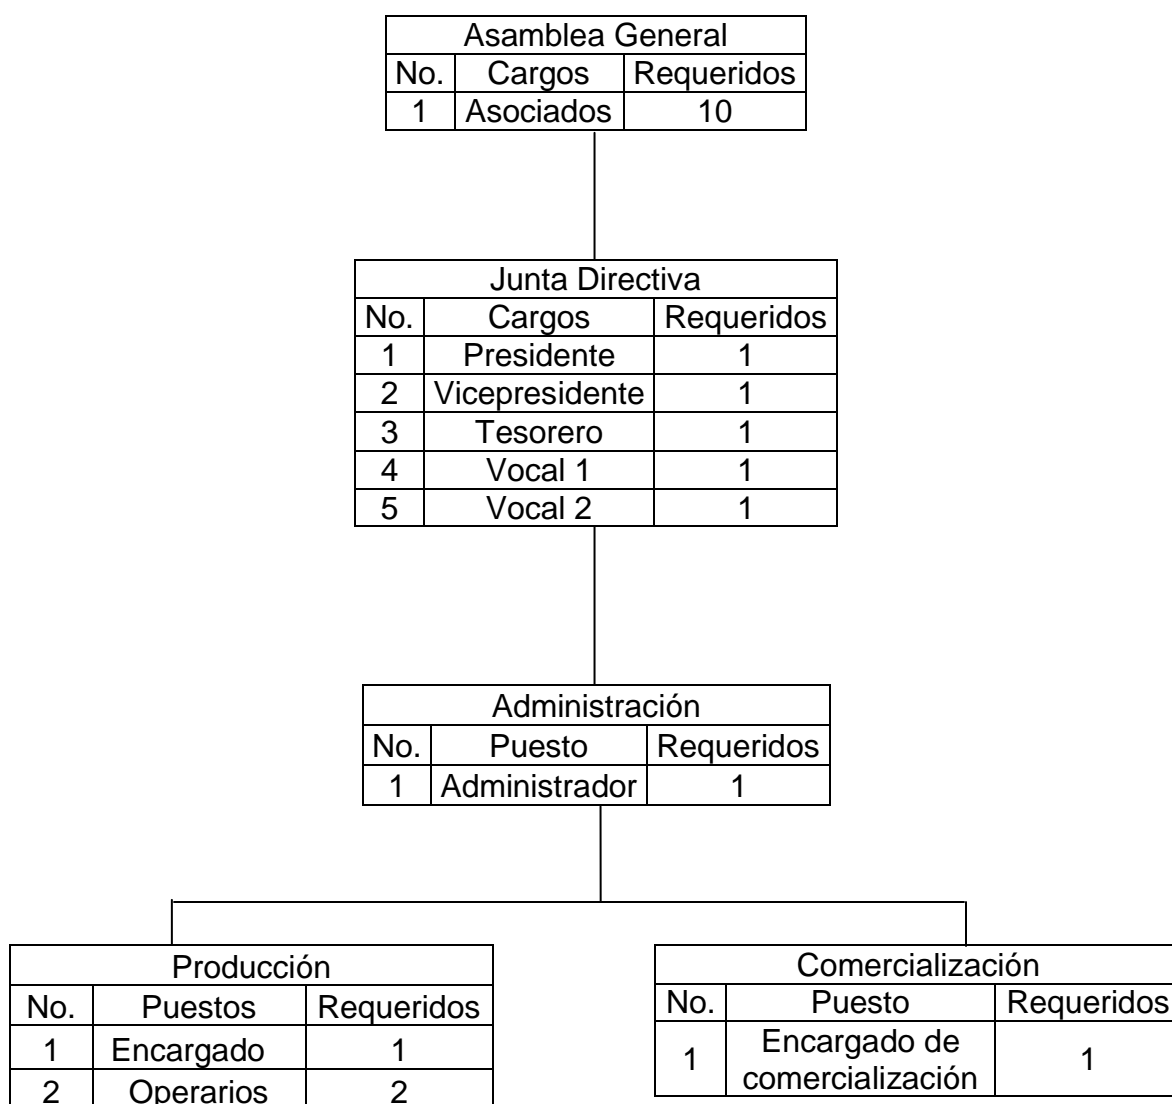 Asamblea General
No. Cargos Requeridos
1 Asociados 10
Junta Directiva
No. Cargos Requeridos
1 Presidente 1
2 Vicepresidente 1
3 Tesorero 1
4 Vocal 1 1
5 Vocal 2 1
Administración
No. Puesto Requeridos
1 Administrador 1
Producción
No. Puestos Requeridos
1 Encargado 1
2 Operarios 2
Comercialización
No. Puesto Requeridos
1 Encargado de 1
comercialización